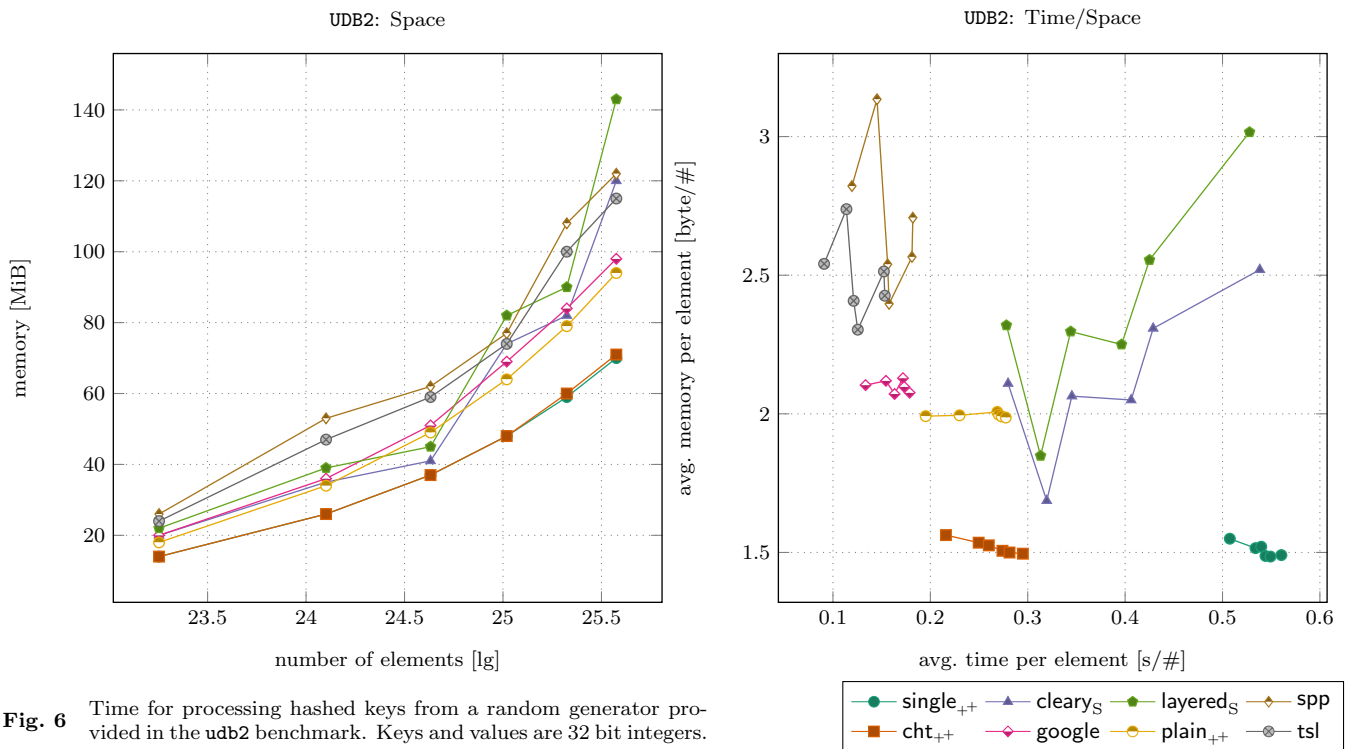 UDB2: Space
140
120
100
80
60
40
20
23.5 24 24.5 25 25.5
memory [MiB]
number of elements [lg]
UDB2: Time/Space
3
2.5
2
1.5
0.1 0.2 0.3 0.4 0.5 0.6
avg. memory per element [byte/#]
avg. time per element [s/#]
single++ clearyS layeredS spp
cht++ google plain++ tsl
Fig. 6 Time for processing hashed keys from a random generator pro-
vided in the udb2 benchmark. Keys and values are 32 bit integers.